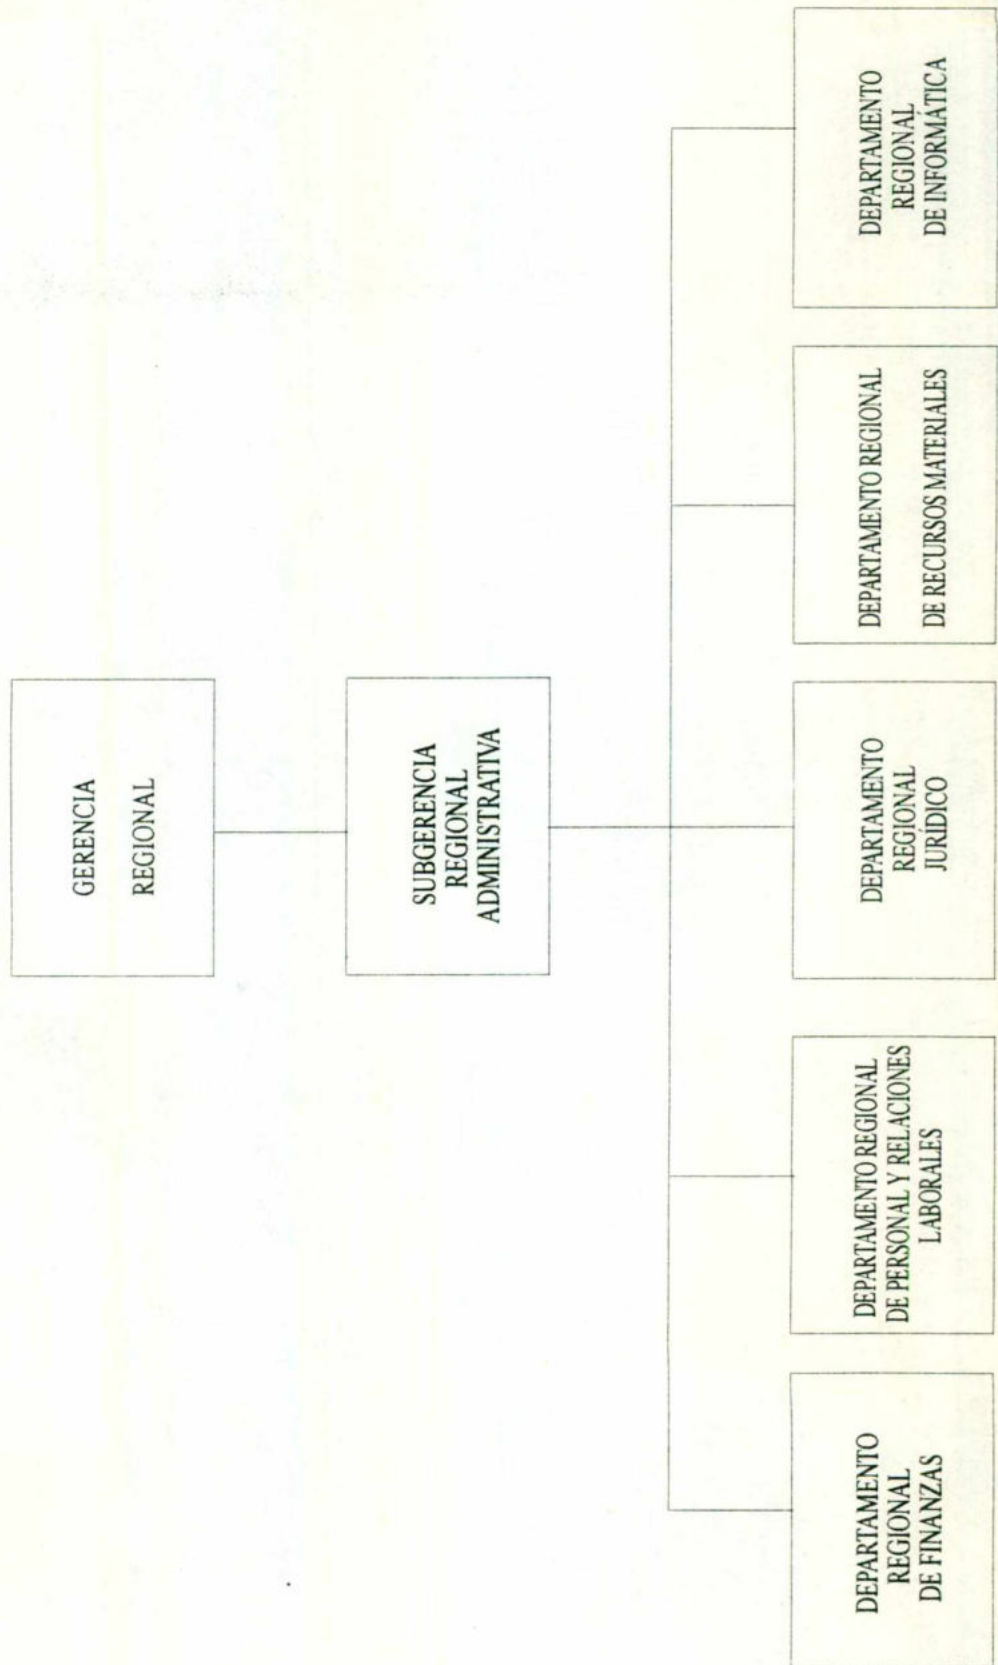 GERENCIA
REGIONAL
SUBGERENCIA
REGIONAL
ADMINISTRATIVA
DEPARTAMENTO
REGIONAL
DE FINANZAS
DEPARTAMENTO REGIONAL
DE PERSONAL Y RELACIONES
LABORALES
DEPARTAMENTO
REGIONAL
JURÍDICO
DEPARTAMENTO REGIONAL
DE RECURSOS MATERIALES
DEPARTAMENTO
REGIONAL
DE INFORMÁTICA